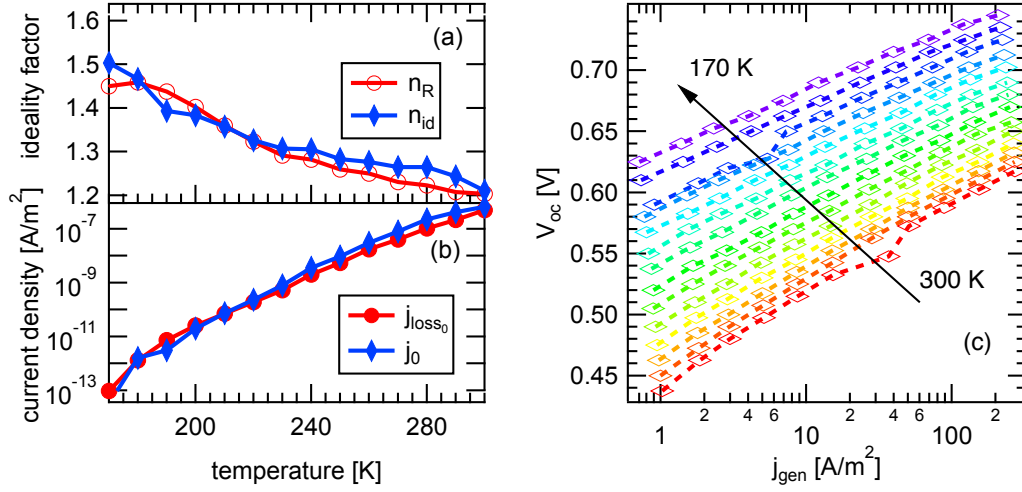 1.6
1.5
1.4
1.3
1.2
ideality factor
(a)
n_R
n_id
10^-7
10^-9
10^-11
10^-13
current density [A/m²]
(b)
j_loss₀
j_0
200
240
280
temperature [K]
0.70
0.65
0.60
0.55
0.50
0.45
V_oc [V]
170 K
300 K
(c)
1
2
4
6
10
2
4
6
100
2
j_gen [A/m²]